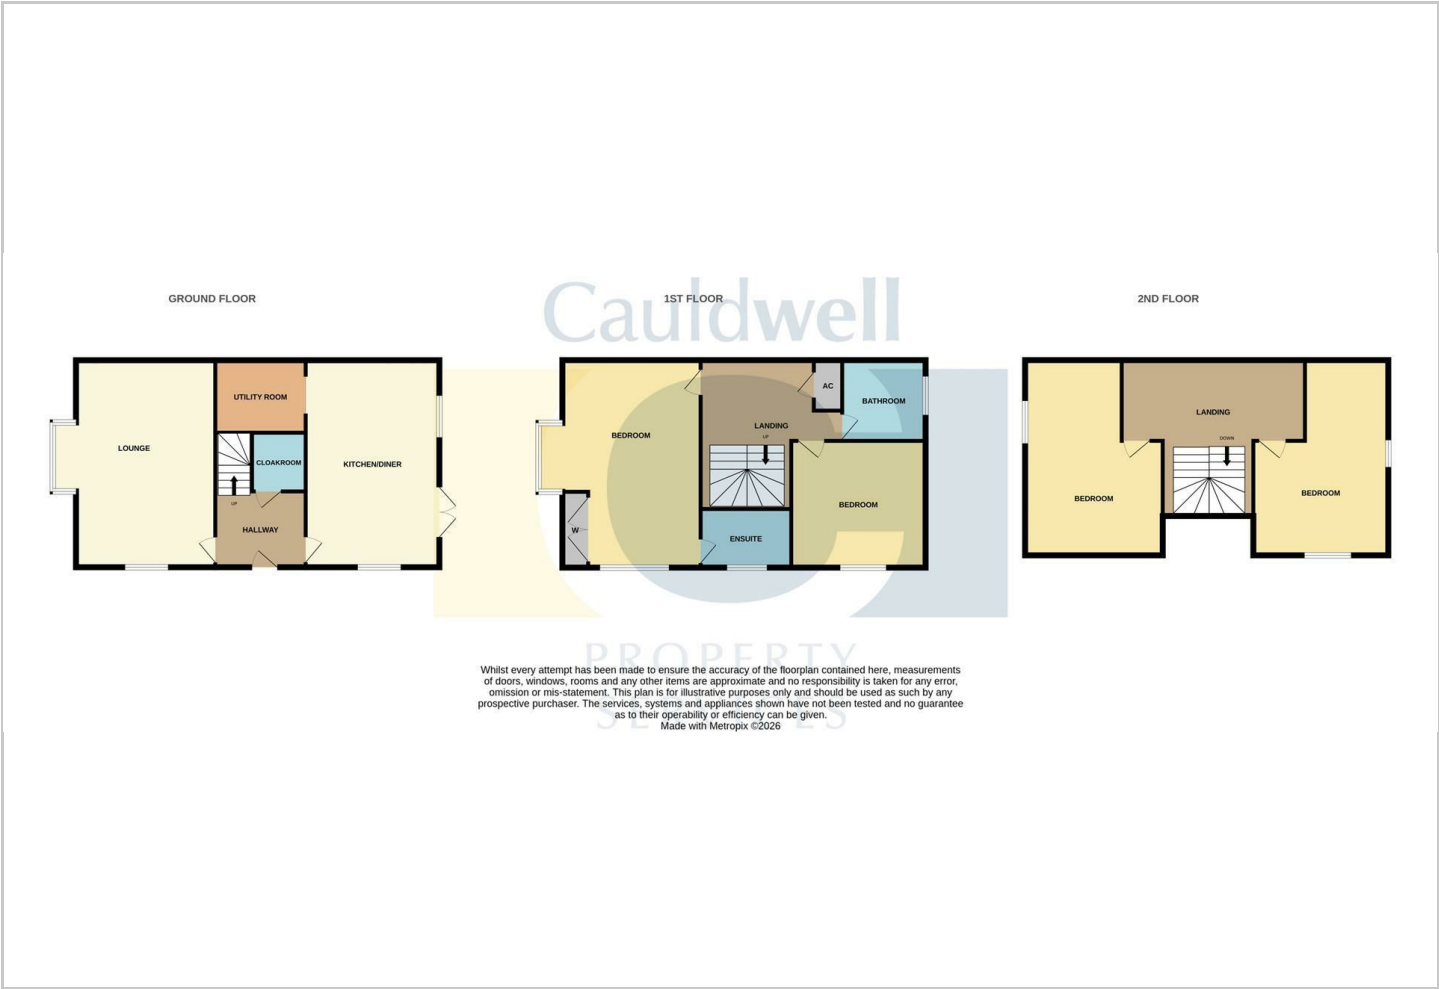 Cauldwell
GROUND FLOOR
1ST FLOOR
2ND FLOOR
UTILITY ROOM
LOUNGE
CLOAKROOM
KITCHEN/DINER
UP
HALLWAY
AC
BATHROOM
LANDING
UP
BEDROOM
BEDROOM
W
ENSUITE
LANDING
DOWN
BEDROOM
BEDROOM
PROPERTY
SERVICES
Whilst every attempt has been made to ensure the accuracy of the floorplan contained here, measurements
of doors, windows, rooms and any other items are approximate and no responsibility is taken for any error,
omission or mis-statement. This plan is for illustrative purposes only and should be used as such by any
prospective purchaser. The services, systems and appliances shown have not been tested and no guarantee
as to their operability or efficiency can be given.
Made with Metropix ©2026